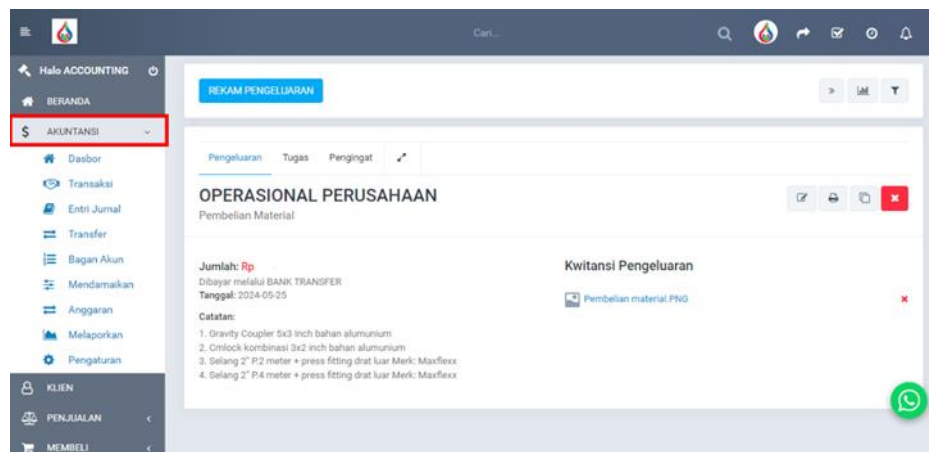 Cari...
Halo ACCOUNTING
BERANDA
AKUNTANSI
Dasbor
Transaksi
Entri Jurnal
Transfer
Bagan Akun
Mendamaikan
Anggaran
Melaporkan
Pengaturan
KLIEN
PENJUALAN
MEMBELI
REKAM PENGELUARAN
Pengeluaran Tugas Pengingat
OPERASIONAL PERUSAHAAN
Pembelian Material
Jumlah: Rp
Dibayar melalui BANK TRANSFER
Tanggal: 2024-05-25
Catatan:
1. Gravity Coupler 5x3 Inch bahan alumunium
2. Omlock kombinasi 3x2 inch bahan alumunium
3. Selang 2" P.2 meter + press fitting drat luar Merk: Maxflexx
4. Selang 2" P.4 meter + press fitting drat luar Merk: Maxflexx
Kwitansi Pengeluaran
Pembelian material.PNG